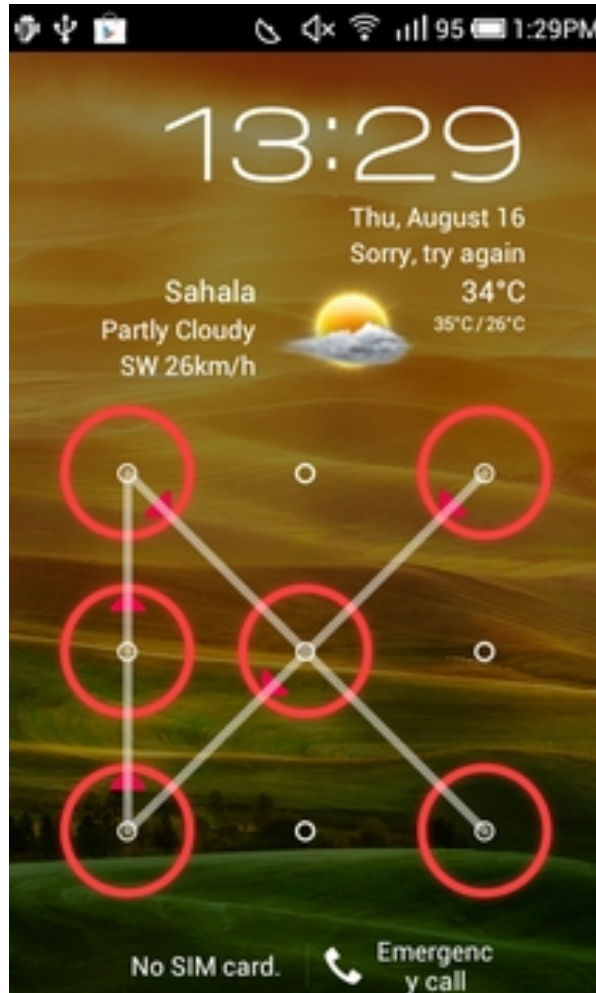 95 1:29PM
13:29
Thu, August 16
Sorry, try again
Sahala 34°C
Partly Cloudy 35°C / 26°C
SW 26km/h
No SIM card. Emergenc
y call